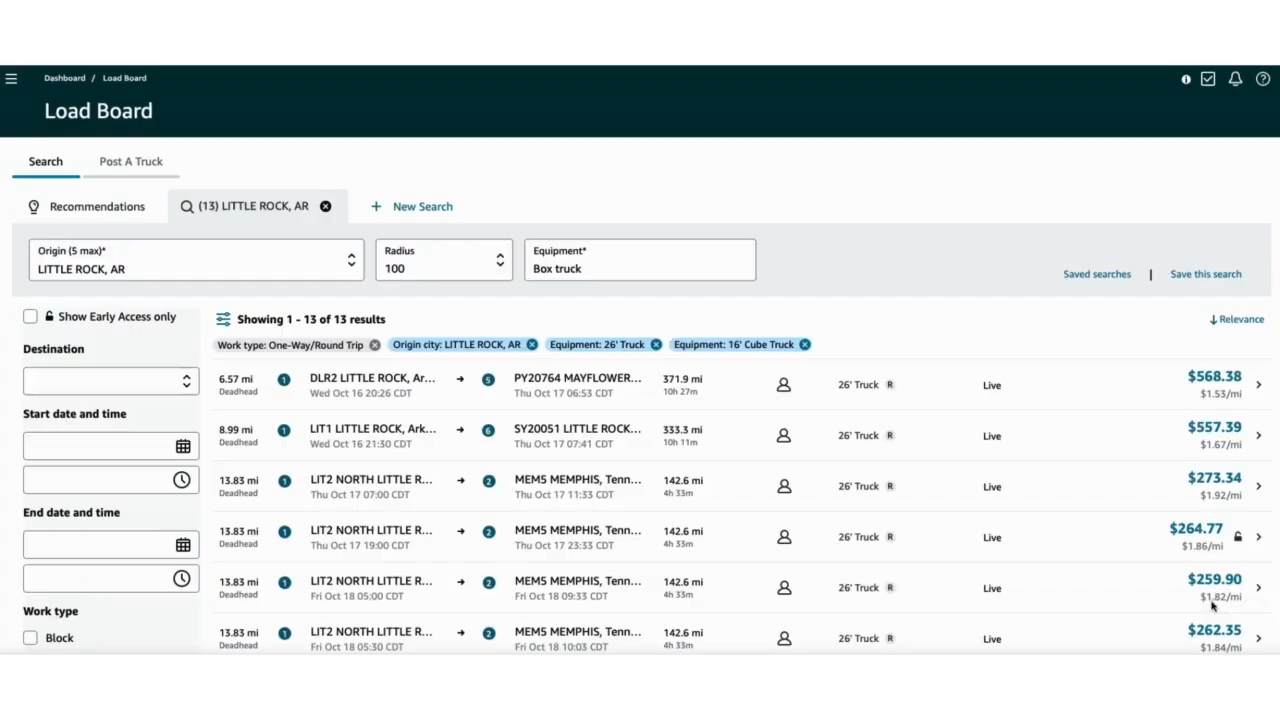 Dashboard / Load Board
Load Board
Search Post A Truck
Recommendations (13) LITTLE ROCK, AR + New Search
Origin (5 max)* Radius Equipment*
LITTLE ROCK, AR 100 Box truck
Saved searches | Save this search
Show Early Access only
Destination
Start date and time
End date and time
Work type
Block
Showing 1 - 13 of 13 results
Relevance
Work type: One-Way/Round Trip Origin city: LITTLE ROCK, AR Equipment: 26' Truck Equipment: 16' Cube Truck
6.57 mi 1 DLR2 LITTLE ROCK, Ar... 5 PY20764 MAYFLOWER... 371.9 mi 26' Truck R Live $568.38
Deadhead Wed Oct 16 20:26 CDT Thu Oct 17 06:53 CDT 10h 27m $1.53/mi
8.99 mi 1 LIT1 LITTLE ROCK, Ark... 6 SY20051 LITTLE ROCK... 333.3 mi 26' Truck R Live $557.39
Deadhead Wed Oct 16 21:30 CDT Thu Oct 17 07:41 CDT 10h 11m $1.67/mi
13.83 mi 1 LIT2 NORTH LITTLE R... 2 MEM5 MEMPHIS, Tenn... 142.6 mi 26' Truck R Live $273.34
Deadhead Thu Oct 17 07:00 CDT Thu Oct 17 11:33 CDT 4h 33m $1.92/mi
13.83 mi 1 LIT2 NORTH LITTLE R... 2 MEM5 MEMPHIS, Tenn... 142.6 mi 26' Truck R Live $264.77
Deadhead Thu Oct 17 19:00 CDT Thu Oct 17 23:33 CDT 4h 33m $1.86/mi
13.83 mi 1 LIT2 NORTH LITTLE R... 2 MEM5 MEMPHIS, Tenn... 142.6 mi 26' Truck R Live $259.90
Deadhead Fri Oct 18 05:00 CDT Fri Oct 18 09:33 CDT 4h 33m $1.82/mi
13.83 mi 1 LIT2 NORTH LITTLE R... 2 MEM5 MEMPHIS, Tenn... 142.6 mi 26' Truck R Live $262.35
Deadhead Fri Oct 18 05:30 CDT Fri Oct 18 10:03 CDT 4h 33m $1.84/mi